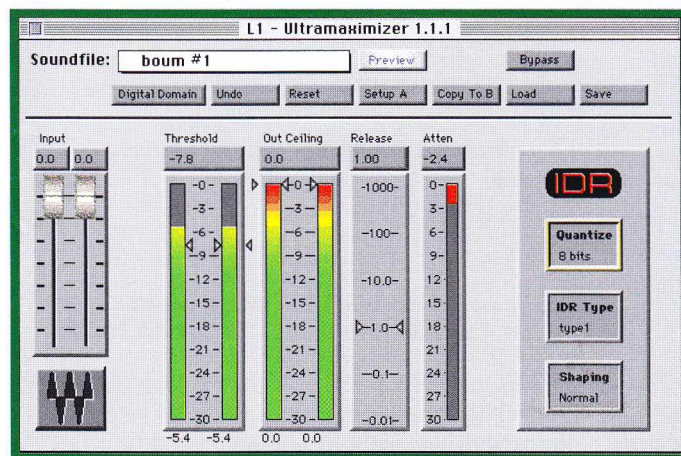 L1 - Ultramaximizer 1.1.1
Soundfile: boum #1 Preview Bypass
Digital Domain Undo Reset Setup A Copy To B Load Save
Input Threshold Out Ceiling Release Atten
0.0 0.0 -7.8 0.0 1.00 -2.4
-0- -0- -1000- 0-
-3- -3- 3-
-6- -6- -100- 6-
-9- -9- 9-
-12- -12- -10.0- 12-
-15- -15- 15-
-18- -18- -1.0- 18-
-21- -21- 21-
-24- -24- -0.1- 24-
-27- -27- 27-
-30- -30- -0.01- 30-
-5.4 -5.4 0.0 0.0
IDR
Quantize
8 bits
IDR Type
type1
Shaping
Normal